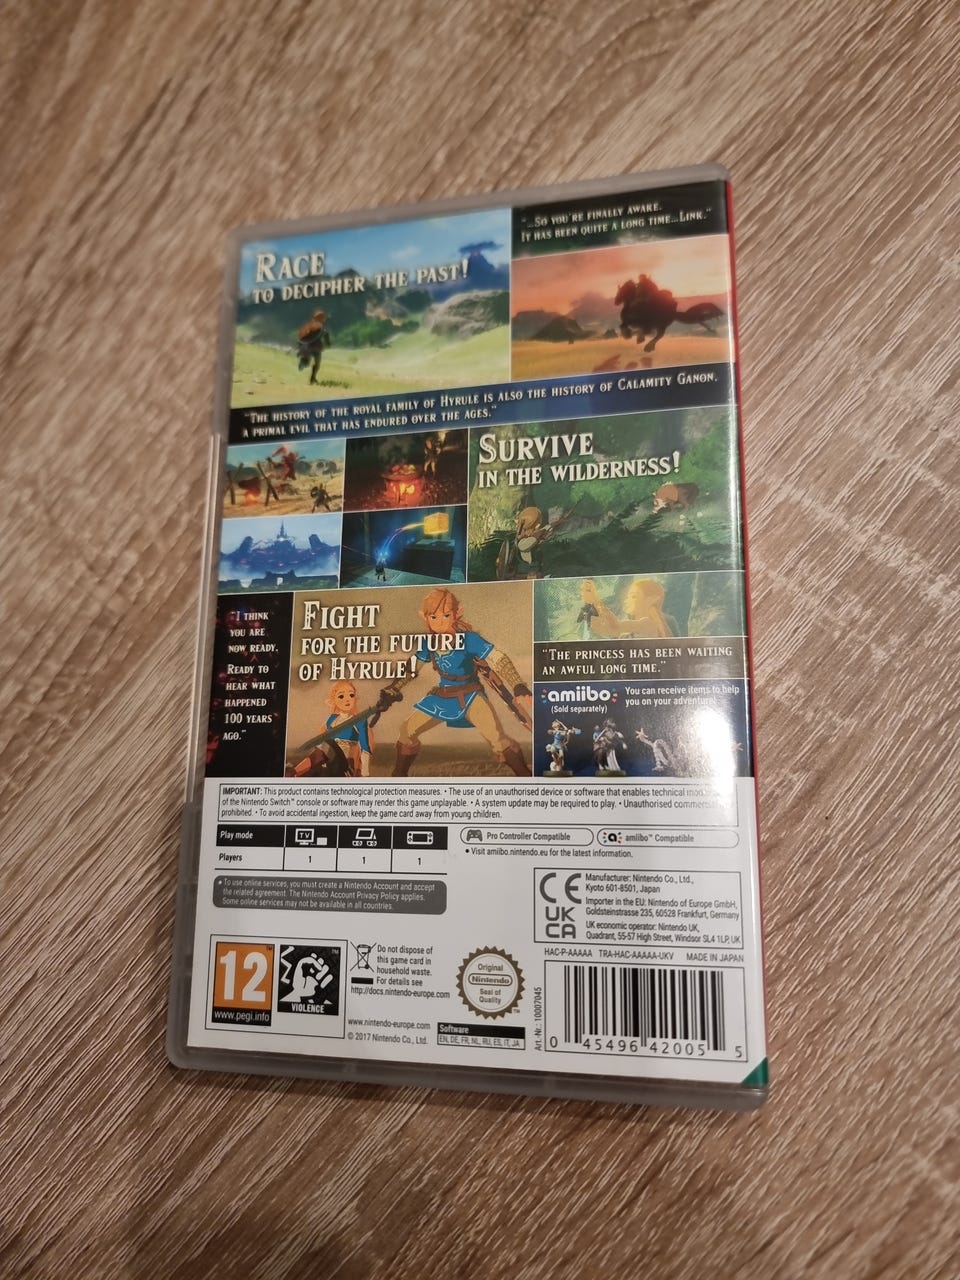 RACE
TO DECIPHER THE PAST!
"...SO YOU'RE FINALLY AWAKE.
IT HAS BEEN QUITE A LONG TIME...LINK."
"THE HISTORY OF THE ROYAL FAMILY OF HYRULE IS ALSO THE HISTORY OF CALAMITY GANON.
A PRIMAL EVIL THAT HAS ENDURED OVER THE AGES."
SURVIVE
IN THE WILDERNESS!
"I THINK
YOU ARE
NOW READY.
READY TO
HEAR WHAT
HAPPENED
100 YEARS
AGO."
FIGHT
FOR THE FUTURE
OF HYRULE!
"THE PRINCESS HAS BEEN WAITING
AN AWFUL LONG TIME."
amiibo
(Sold separately)
You can receive items to help
you on your adventure!
IMPORTANT: This product contains technological protection measures. • The use of an unauthorised device or software that enables technical
of the Nintendo Switch™ console or software may render this game unplayable. • A system update may be required to play. • Unauthorised
prohibited. • To avoid accidental ingestion, keep the game card away from young children.
Play mode
TV
Players
1
1
1
Pro Controller Compatible
amiibo™ Compatible
• Visit amiibo.nintendo.eu for the latest information.
• To use online services, you must create a Nintendo Account and accept
the related agreement. The Nintendo Account Privacy Policy applies.
Some online services may not be available in all countries.
CE
UK
CA
Manufacturer: Nintendo Co., Ltd.,
Kyoto 601-8501, Japan
Importer in the EU: Nintendo of Europe GmbH,
Goldsteinstrasse 235, 60528 Frankfurt, Germany
UK economic operator: Nintendo UK,
Quadrant, 55-57 High Street, Windsor SL4 1LP, UK
HAC-P-AAAAA TRA-HAC-AAAAA-UKV MADE IN JAPAN
12
www.pegi.info
VIOLENCE
™
Do not dispose of
this game card in
household waste.
For details see
http://docs.nintendo-europe.com
www.nintendo-europe.com
© 2017 Nintendo Co., Ltd.
Original
Nintendo
Seal of
Quality
™
Software
EN, DE, FR, NL, RU, ES, IT, JA
Art.-Nr.: 10007045
0 45496 42005 5